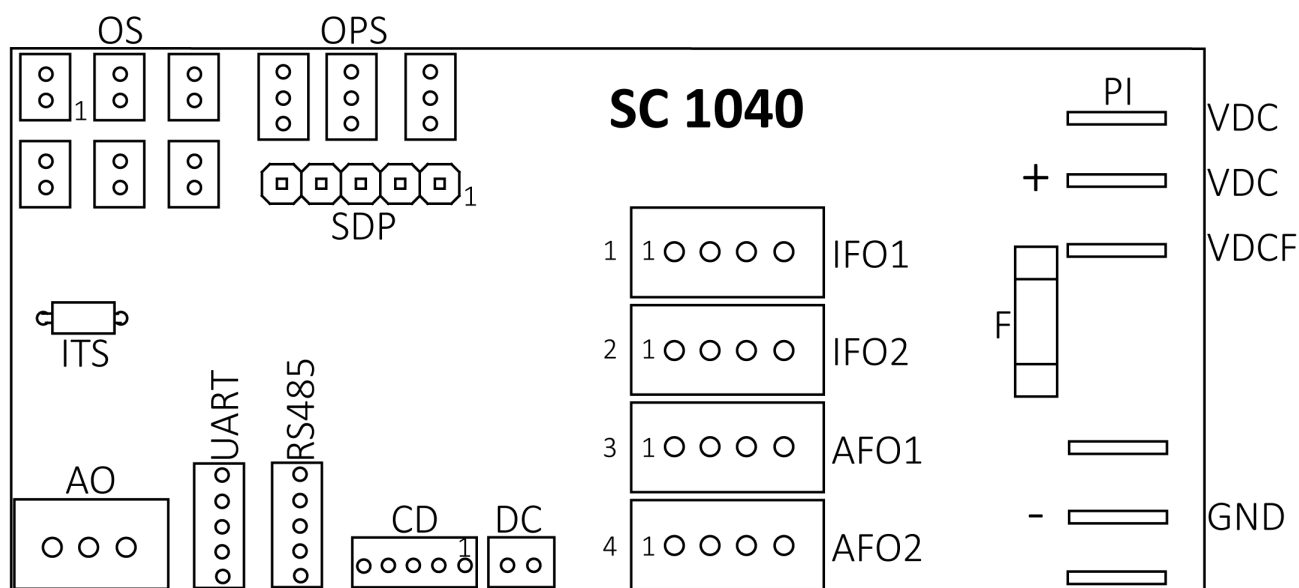 OS OPS
1
SC 1040
PI
VDC
+ VDC
1
SDP
VDCF
1 1 IFO1
F
ITS
2 1 IFO2
UART
RS485
3 1 AFO1
AO
CD 1
DC
- GND
4 1 AFO2